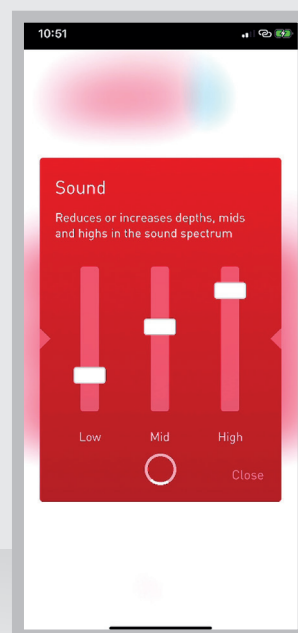 10:51
Sound
Reduces or increases depths, mids
and highs in the sound spectrum
Low Mid High
Close